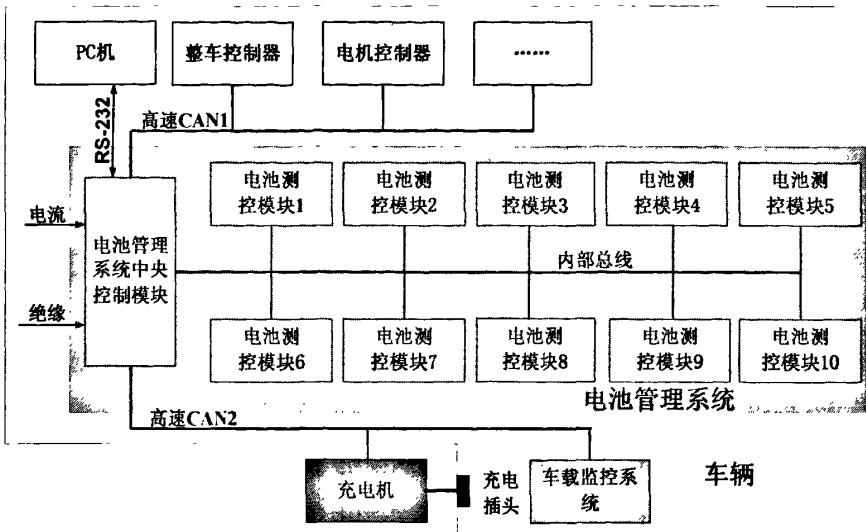 PC机
整车控制器
电机控制器
……
RS-232
高速CAN1
电池测
控模块1
电池测
控模块2
电池测
控模块3
电池测
控模块4
电池测
控模块5
电流
电池管理
系统中央
控制模块
内部总线
绝缘
电池测
控模块6
电池测
控模块7
电池测
控模块8
电池测
控模块9
电池测
控模块10
电池管理系统
高速CAN2
充电机
充电
插头
车载监控系
统
车辆